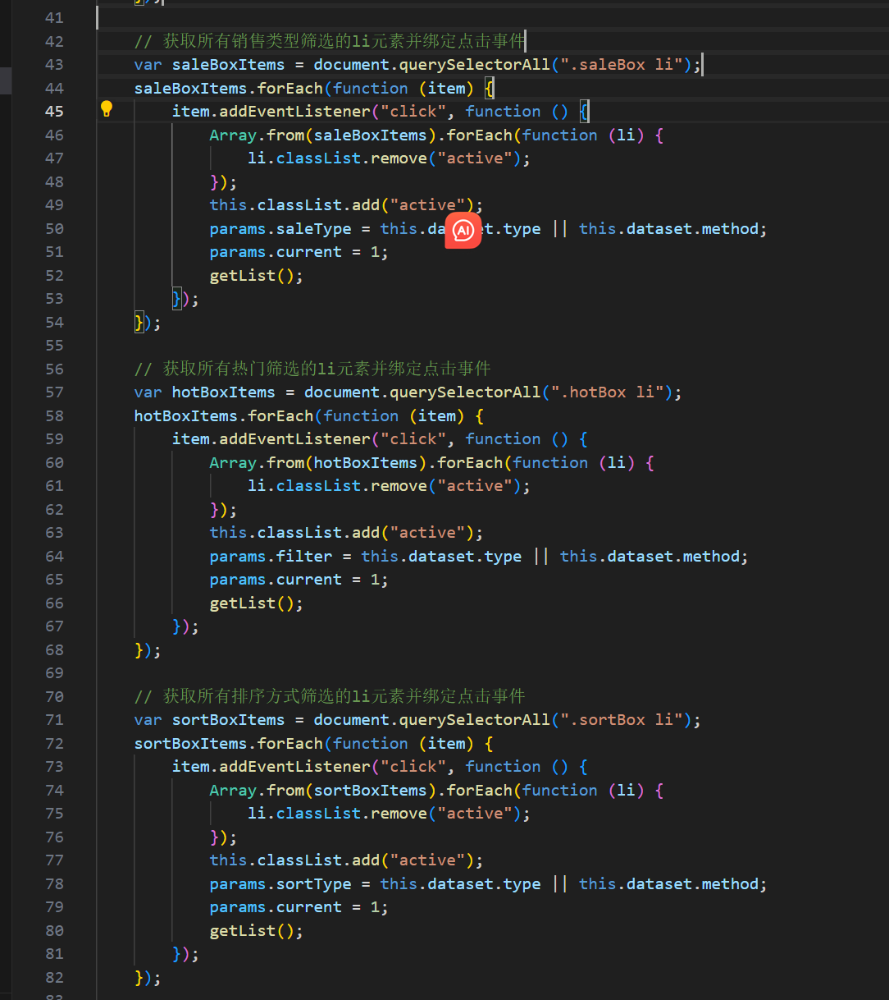 });
41
42 // 获取所有销售类型筛选的li元素并绑定点击事件
43 var saleBoxItems = document.querySelectorAll(".saleBox li");
44 saleBoxItems.forEach(function (item) {
45 item.addEventListener("click", function () {
46 Array.from(saleBoxItems).forEach(function (li) {
47 li.classList.remove("active");
48 });
49 this.classList.add("active");
50 params.saleType = this.da AI t.type || this.dataset.method;
51 params.current = 1;
52 getList();
53 });
54 });
55
56 // 获取所有热门筛选的li元素并绑定点击事件
57 var hotBoxItems = document.querySelectorAll(".hotBox li");
58 hotBoxItems.forEach(function (item) {
59 item.addEventListener("click", function () {
60 Array.from(hotBoxItems).forEach(function (li) {
61 li.classList.remove("active");
62 });
63 this.classList.add("active");
64 params.filter = this.dataset.type || this.dataset.method;
65 params.current = 1;
66 getList();
67 });
68 });
69
70 // 获取所有排序方式筛选的li元素并绑定点击事件
71 var sortBoxItems = document.querySelectorAll(".sortBox li");
72 sortBoxItems.forEach(function (item) {
73 item.addEventListener("click", function () {
74 Array.from(sortBoxItems).forEach(function (li) {
75 li.classList.remove("active");
76 });
77 this.classList.add("active");
78 params.sortType = this.dataset.type || this.dataset.method;
79 params.current = 1;
80 getList();
81 });
82 });
83